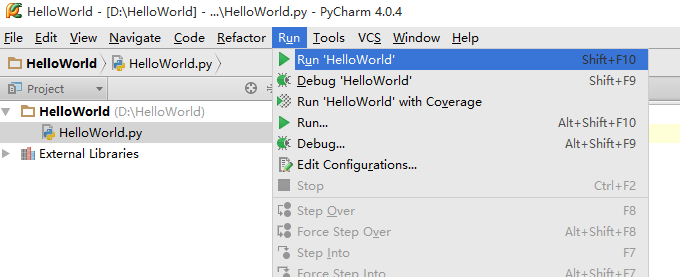 HelloWorld - [D:\HelloWorld] - ...\HelloWorld.py - PyCharm 4.0.4
File Edit View Navigate Code Refactor Run Tools VCS Window Help
HelloWorld HelloWorld.py
Project
HelloWorld (D:\HelloWorld)
HelloWorld.py
External Libraries
Run 'HelloWorld' Shift+F10
Debug 'HelloWorld' Shift+F9
Run 'HelloWorld' with Coverage
Run... Alt+Shift+F10
Debug... Alt+Shift+F9
Edit Configurations...
Stop Ctrl+F2
Step Over F8
Force Step Over Alt+Shift+F8
Step Into F7
Force Step Into Alt+Shift+F7